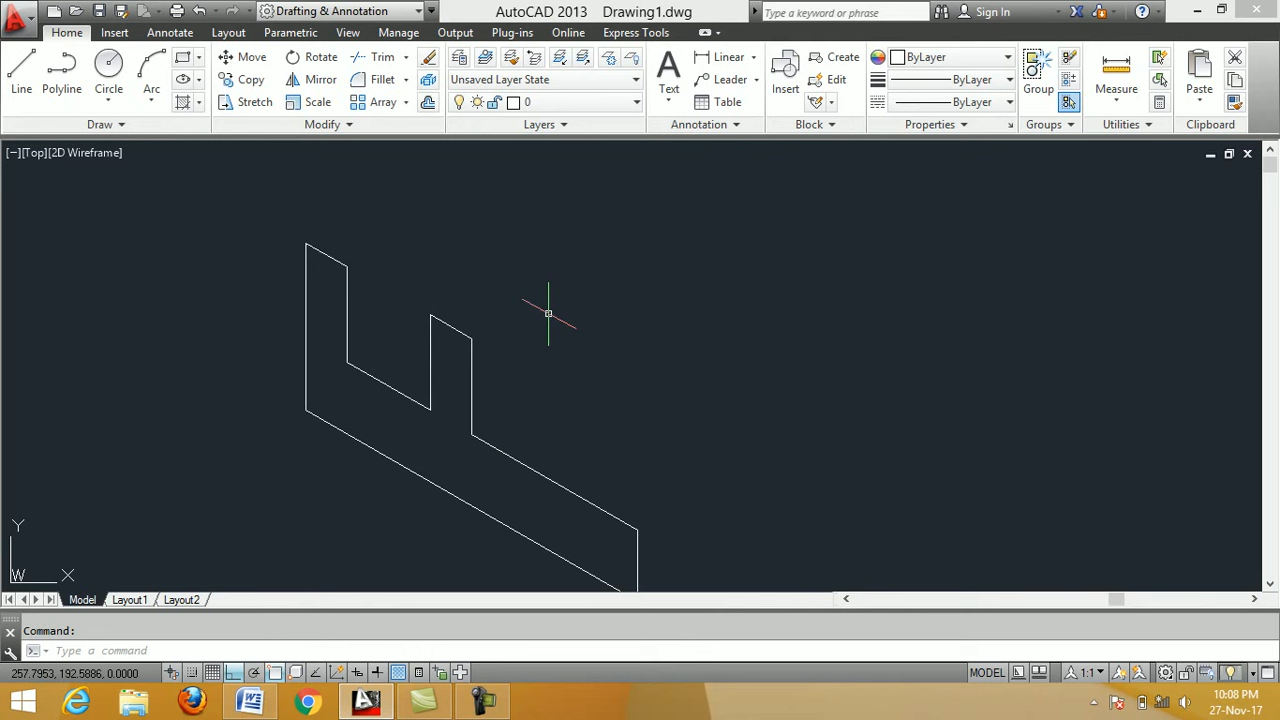 Drafting & Annotation
AutoCAD 2013 Drawing1.dwg
Type a keyword or phrase
Sign In
Home Insert Annotate Layout Parametric View Manage Output Plug-ins Online Express Tools
Line Polyline Circle Arc
Move Rotate Trim
Copy Mirror Fillet
Stretch Scale Array
Unsaved Layer State
0
Text
Linear
Leader
Table
Insert
Create
Edit
ByLayer
ByLayer
ByLayer
Group
Measure
Paste
Draw Modify Layers Annotation Block Properties Groups Utilities Clipboard
[−][Top][2D Wireframe]
Y
W X
Model Layout1 Layout2
Command:
Type a command
257.7953, 192.5886, 0.0000
MODEL
1:1
10:08 PM
27-Nov-17